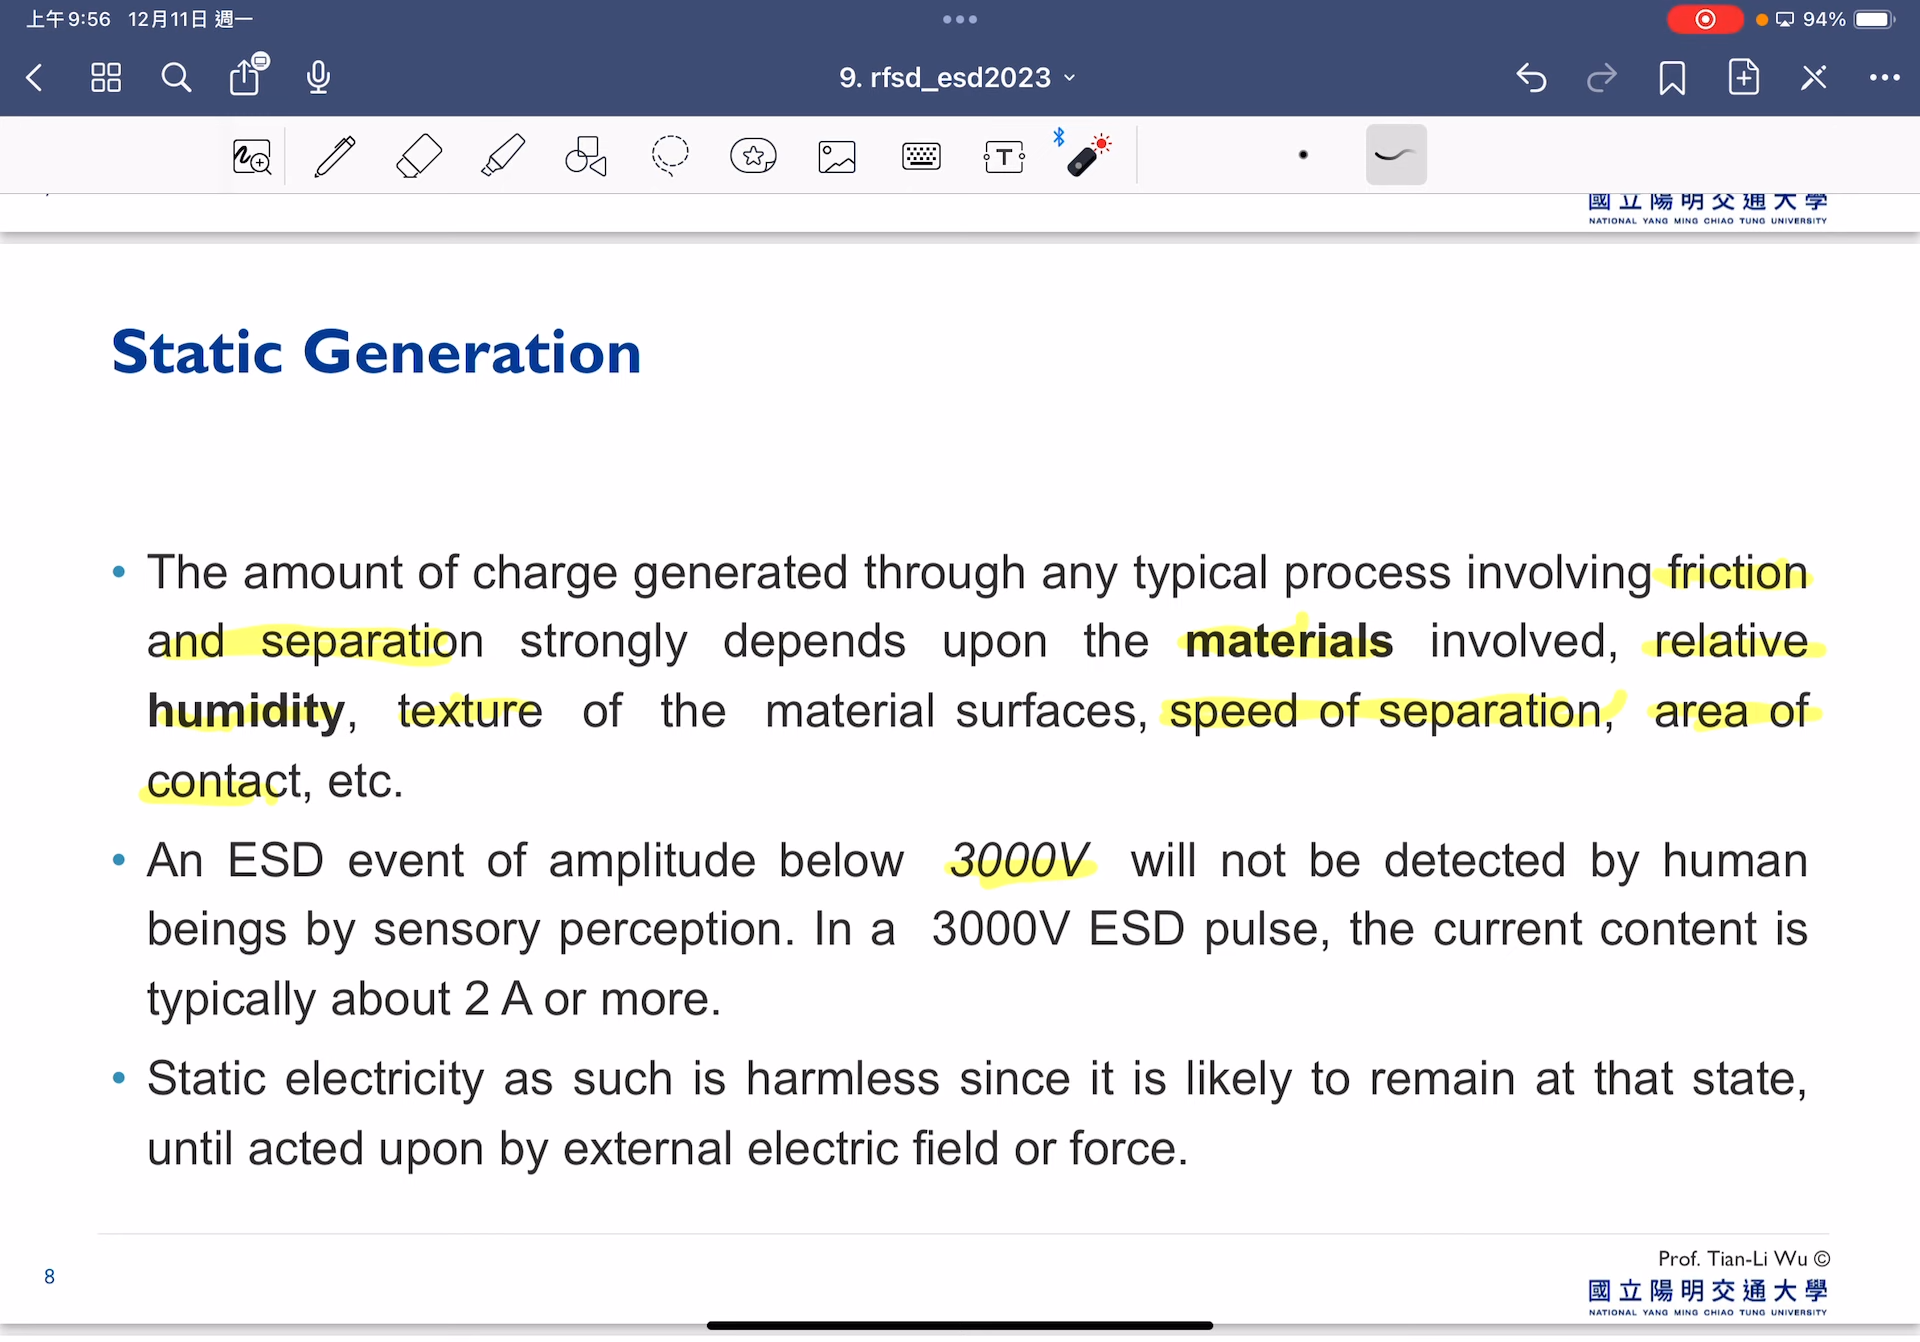 上午9:56 12月11日 週一
94%
9. rfsd_esd2023
T
國立陽明交通大學
NATIONAL YANG MING CHIAO TUNG UNIVERSITY
Static Generation
• The amount of charge generated through any typical process involving friction
and separation strongly depends upon the materials involved, relative
humidity, texture of the material surfaces, speed of separation, area of
contact, etc.
• An ESD event of amplitude below 3000V will not be detected by human
beings by sensory perception. In a 3000V ESD pulse, the current content is
typically about 2 A or more.
• Static electricity as such is harmless since it is likely to remain at that state,
until acted upon by external electric field or force.
8
Prof. Tian-Li Wu ©
國立陽明交通大學
NATIONAL YANG MING CHIAO TUNG UNIVERSITY